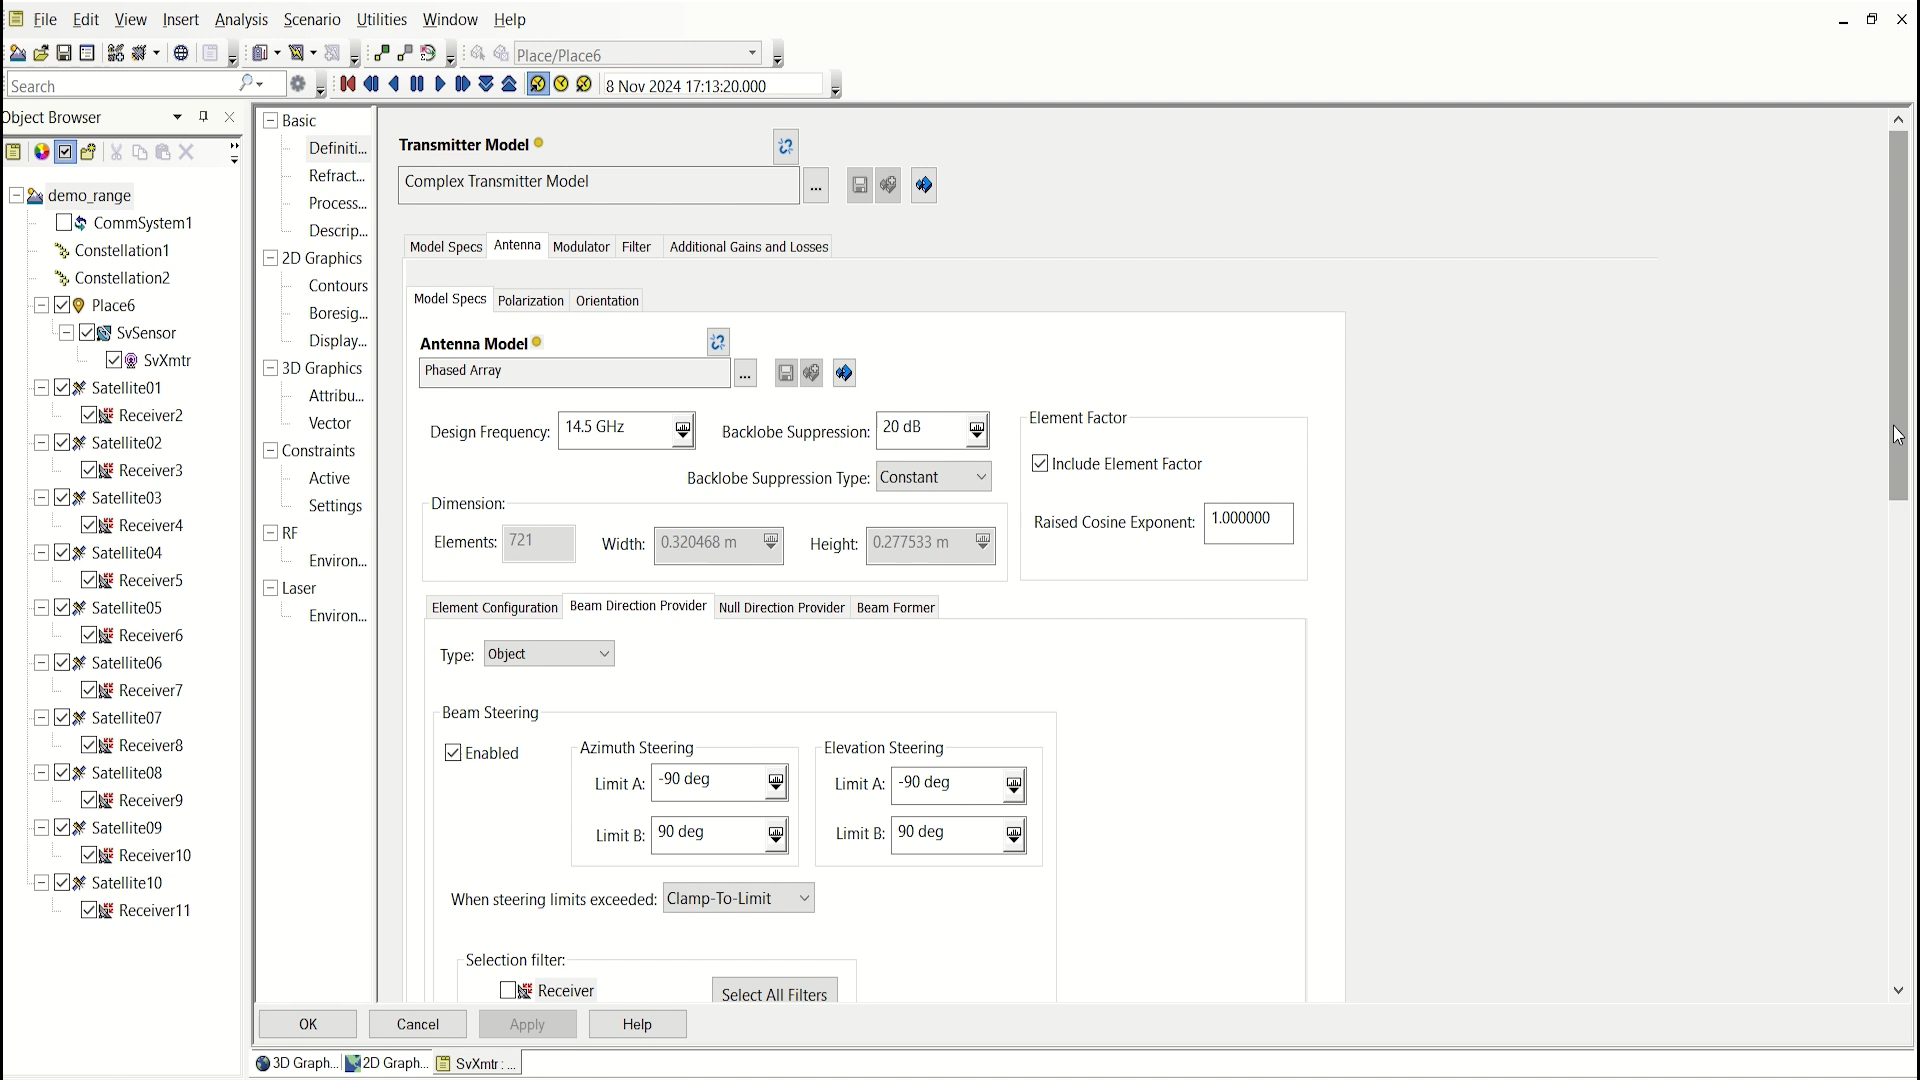 File Edit View Insert Analysis Scenario Utilities Window Help
Place/Place6
Search
8 Nov 2024 17:13:20.000
Object Browser
demo_range
CommSystem1
Constellation1
Constellation2
Place6
SvSensor
SvXmtr
Satellite01
Receiver2
Satellite02
Receiver3
Satellite03
Receiver4
Satellite04
Receiver5
Satellite05
Receiver6
Satellite06
Receiver7
Satellite07
Receiver8
Satellite08
Receiver9
Satellite09
Receiver10
Satellite10
Receiver11
Basic
Definiti...
Refract...
Process...
Descrip...
2D Graphics
Contours
Boresig...
Display...
3D Graphics
Attribu...
Vector
Constraints
Active
Settings
RF
Environ...
Laser
Environ...
Transmitter Model
Complex Transmitter Model ...
Model Specs Antenna Modulator Filter Additional Gains and Losses
Model Specs Polarization Orientation
Antenna Model
Phased Array ...
Design Frequency: 14.5 GHz Backlobe Suppression: 20 dB
Backlobe Suppression Type: Constant
Element Factor
Include Element Factor
Raised Cosine Exponent: 1.000000
Dimension:
Elements: 721 Width: 0.320468 m Height: 0.277533 m
Element Configuration Beam Direction Provider Null Direction Provider Beam Former
Type: Object
Beam Steering
Enabled
Azimuth Steering
Limit A: -90 deg
Limit B: 90 deg
Elevation Steering
Limit A: -90 deg
Limit B: 90 deg
When steering limits exceeded: Clamp-To-Limit
Selection filter:
Receiver Select All Filters
OK Cancel Apply Help
3D Graph... 2D Graph... SvXmtr : ...